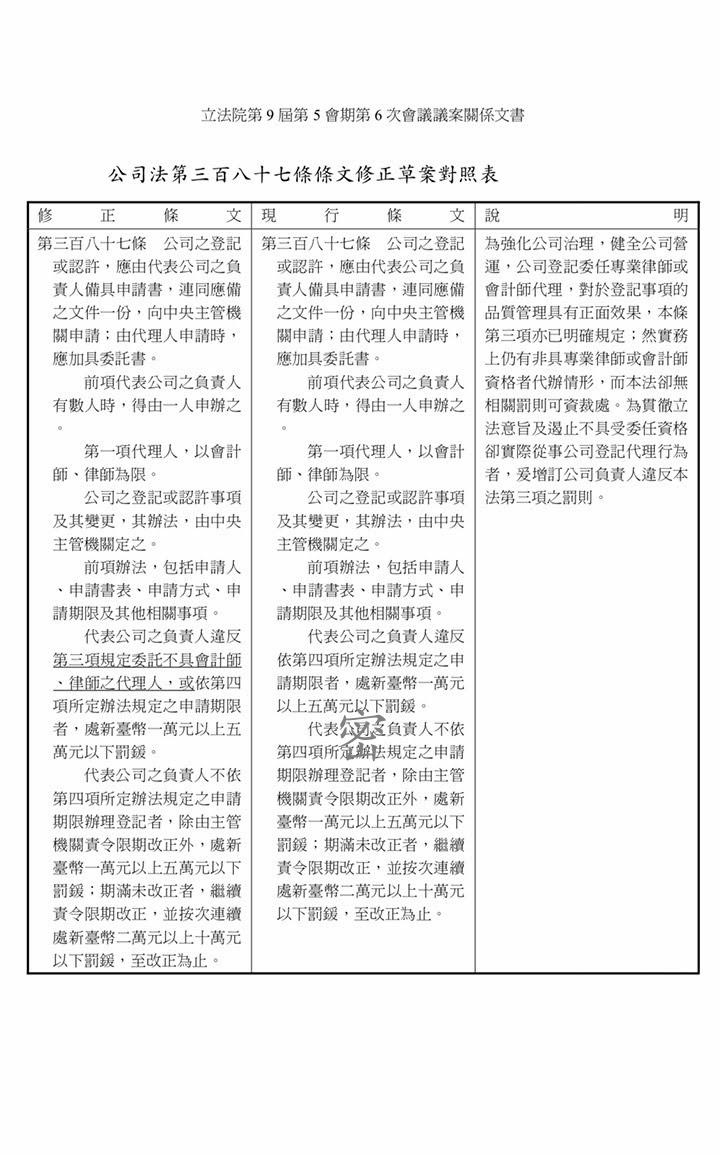 立法院第 9 屆第 5 會期第 6 次會議議案關係文書
公司法第三百八十七條條文修正草案對照表
修正條文
第三百八十七條　公司之登記
或認許，應由代表公司之負
責人備具申請書，連同應備
之文件一份，向中央主管機
關申請；由代理人申請時，
應加具委託書。
前項代表公司之負責人
有數人時，得由一人申辦之
。
第一項代理人，以會計
師、律師為限。
公司之登記或認許事項
及其變更，其辦法，由中央
主管機關定之。
前項辦法，包括申請人
、申請書表、申請方式、申
請期限及其他相關事項。
代表公司之負責人違反
第三項規定委託不具會計師
、律師之代理人，或依第四
項所定辦法規定之申請期限
者，處新臺幣一萬元以上五
萬元以下罰鍰。
代表公司之負責人不依
第四項所定辦法規定之申請
期限辦理登記者，除由主管
機關責令限期改正外，處新
臺幣一萬元以上五萬元以下
罰鍰；期滿未改正者，繼續
責令限期改正，並按次連續
處新臺幣二萬元以上十萬元
以下罰鍰，至改正為止。
現行條文
第三百八十七條　公司之登記
或認許，應由代表公司之負
責人備具申請書，連同應備
之文件一份，向中央主管機
關申請；由代理人申請時，
應加具委託書。
前項代表公司之負責人
有數人時，得由一人申辦之
。
第一項代理人，以會計
師、律師為限。
公司之登記或認許事項
及其變更，其辦法，由中央
主管機關定之。
前項辦法，包括申請人
、申請書表、申請方式、申
請期限及其他相關事項。
代表公司之負責人違反
依第四項所定辦法規定之申
請期限者，處新臺幣一萬元
以上五萬元以下罰鍰。
代表公司之負責人不依
第四項所定辦法規定之申請
期限辦理登記者，除由主管
機關責令限期改正外，處新
臺幣一萬元以上五萬元以下
罰鍰；期滿未改正者，繼續
責令限期改正，並按次連續
處新臺幣二萬元以上十萬元
以下罰鍰，至改正為止。
密
說明
為強化公司治理，健全公司營
運，公司登記委任專業律師或
會計師代理，對於登記事項的
品質管理具有正面效果，本條
第三項亦已明確規定；然實務
上仍有非具專業律師或會計師
資格者代辦情形，而本法卻無
相關罰則可資裁處。為貫徹立
法意旨及遏止不具受委任資格
卻實際從事公司登記代理行為
者，爰增訂公司負責人違反本
法第三項之罰則。